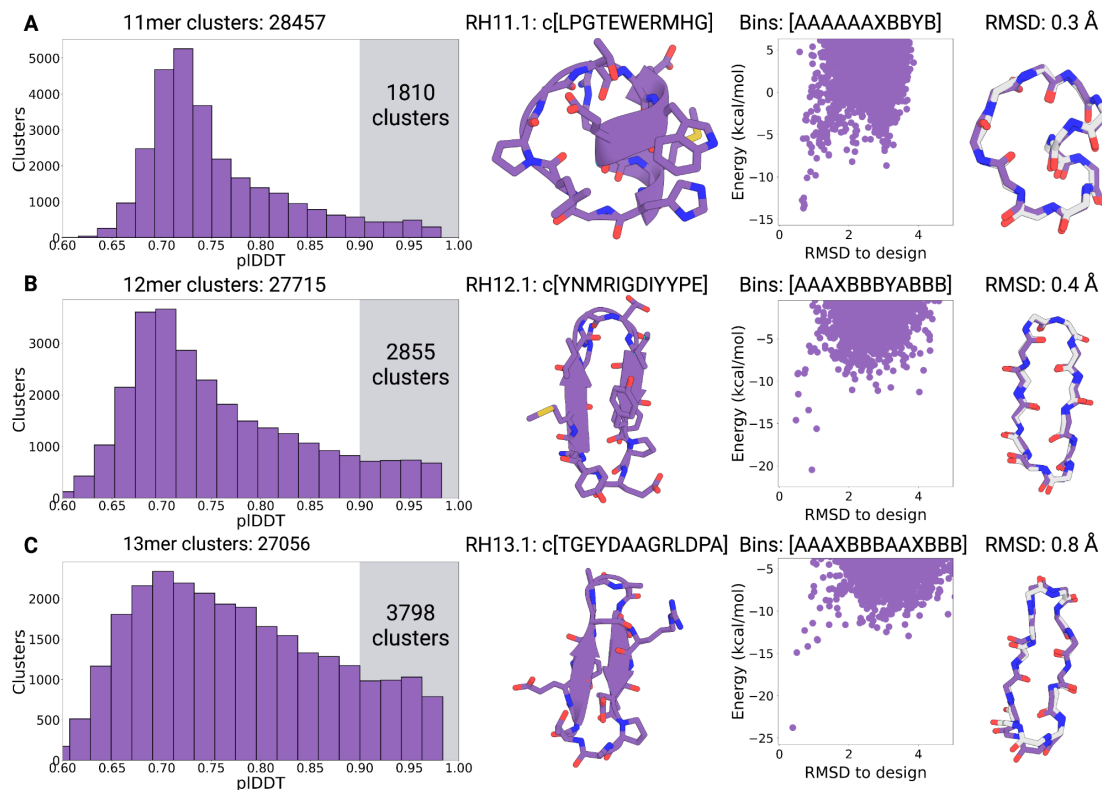 A
11mer clusters: 28457
RH11.1: c[LPGTEWERMHG]
Bins: [AAAAAAXBBYB]
RMSD: 0.3 Å
Clusters
5000
4000
3000
2000
1000
0
1810
clusters
0.60 0.65 0.70 0.75 0.80 0.85 0.90 0.95 1.00
plDDT
Energy (kcal/mol)
5
0
−5
−10
−15
0 2 4
RMSD to design
B
12mer clusters: 27715
RH12.1: c[YNMRIGDIYYPE]
Bins: [AAAXBBBYABBB]
RMSD: 0.4 Å
Clusters
3000
2000
1000
0
2855
clusters
0.60 0.65 0.70 0.75 0.80 0.85 0.90 0.95 1.00
plDDT
Energy (kcal/mol)
−5
−10
−15
−20
0 2 4
RMSD to design
C
13mer clusters: 27056
RH13.1: c[TGEYDAAGRLDPA]
Bins: [AAAXBBBAAXBBB]
RMSD: 0.8 Å
Clusters
2000
1,500
1000
500
0
3798
clusters
0.60 0.65 0.70 0.75 0.80 0.85 0.90 0.95 1.00
plDDT
Energy (kcal/mol)
−5
−10
−15
−20
−25
0 2 4
RMSD to design